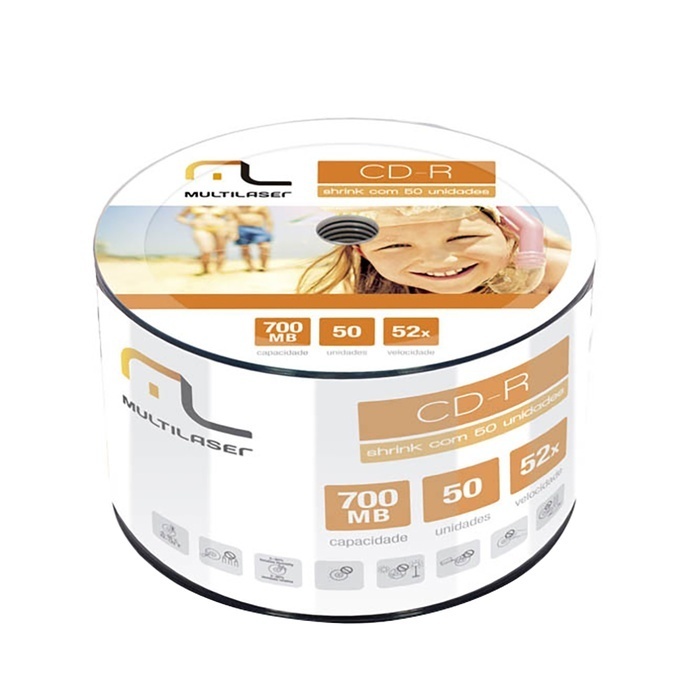 MULTILASER
CD-R
shrink com 50 unidades
700 MB
50
52x
capacidade
unidades
velocidade
MULTILASER
CD-R
shrink com 50 unidades
700 MB
50
52x
capacidade
unidades
velocidade